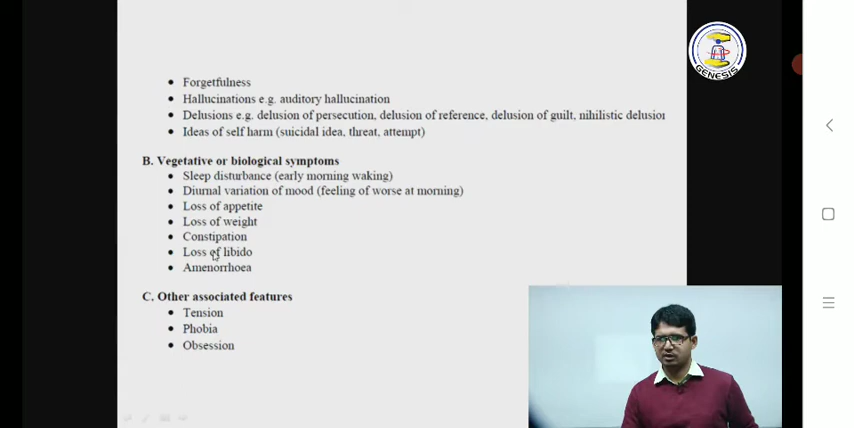 GENESIS
• Forgetfulness
• Hallucinations e.g. auditory hallucination
• Delusions e.g. delusion of persecution, delusion of reference, delusion of guilt, nihilistic delusion
• Ideas of self harm (suicidal idea, threat, attempt)
B. Vegetative or biological symptoms
• Sleep disturbance (early morning waking)
• Diurnal variation of mood (feeling of worse at morning)
• Loss of appetite
• Loss of weight
• Constipation
• Loss of libido
• Amenorrhoea
C. Other associated features
• Tension
• Phobia
• Obsession